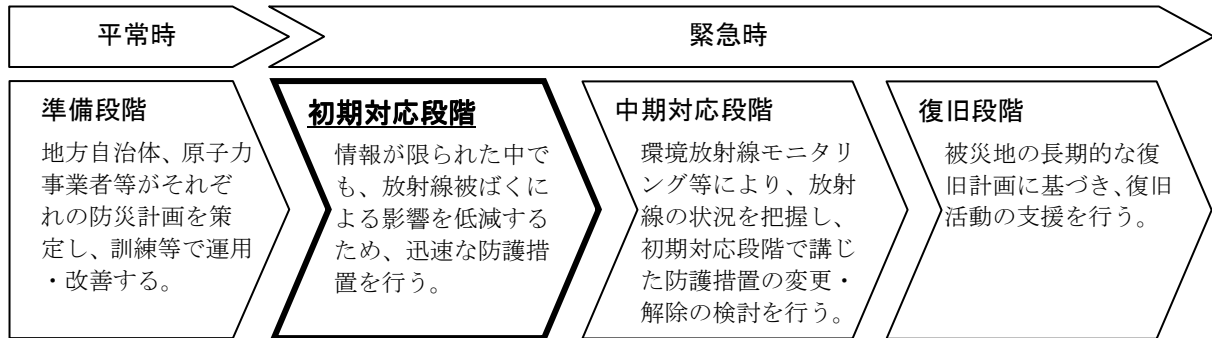 平常時
緊急時
準備段階
地方自治体、原子力
事業者等がそれぞ
れの防災計画を策
定し、訓練等で運用
・改善する。
初期対応段階
情報が限られた中で
も、放射線被ばくに
よる影響を低減する
ため、迅速な防護措
置を行う。
中期対応段階
環境放射線モニタリ
ング等により、放射
線の状況を把握し、
初期対応段階で講じ
た防護措置の変更・
解除の検討を行う。
復旧段階
被災地の長期的な復
旧計画に基づき、復旧
活動の支援を行う。